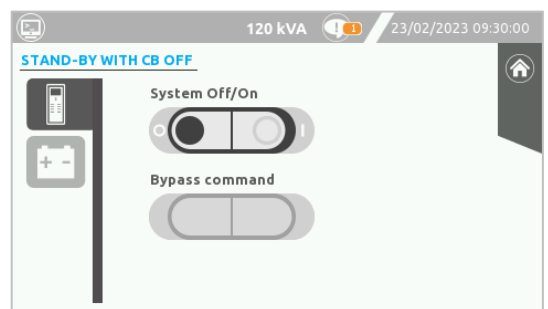 120 kVA 1 23/02/2023 09:30:00
STAND-BY WITH CB OFF
System Off/On
O I
+ -
Bypass command